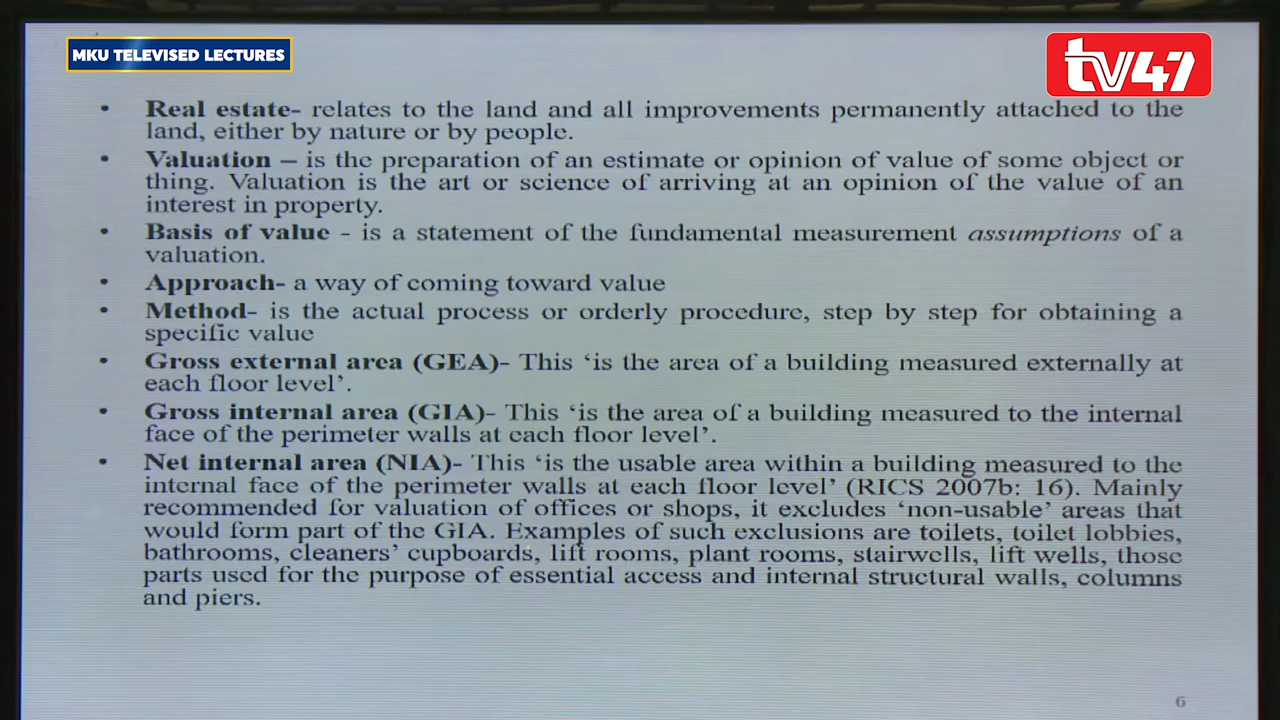 MKU TELEVISED LECTURES
tv47
• Real estate- relates to the land and all improvements permanently attached to the
land, either by nature or by people.
• Valuation – is the preparation of an estimate or opinion of value of some object or
thing. Valuation is the art or science of arriving at an opinion of the value of an
interest in property.
• Basis of value - is a statement of the fundamental measurement assumptions of a
valuation.
• Approach- a way of coming toward value
• Method- is the actual process or orderly procedure, step by step for obtaining a
specific value
• Gross external area (GEA)- This ‘is the area of a building measured externally at
each floor level’.
• Gross internal area (GIA)- This ‘is the area of a building measured to the internal
face of the perimeter walls at each floor level’.
• Net internal area (NIA)- This ‘is the usable area within a building measured to the
internal face of the perimeter walls at each floor level’ (RICS 2007b: 16). Mainly
recommended for valuation of offices or shops, it excludes ‘non-usable’ areas that
would form part of the GIA. Examples of such exclusions are toilets, toilet lobbies,
bathrooms, cleaners’ cupboards, lift rooms, plant rooms, stairwells, lift wells, those
parts used for the purpose of essential access and internal structural walls, columns
and piers.
6